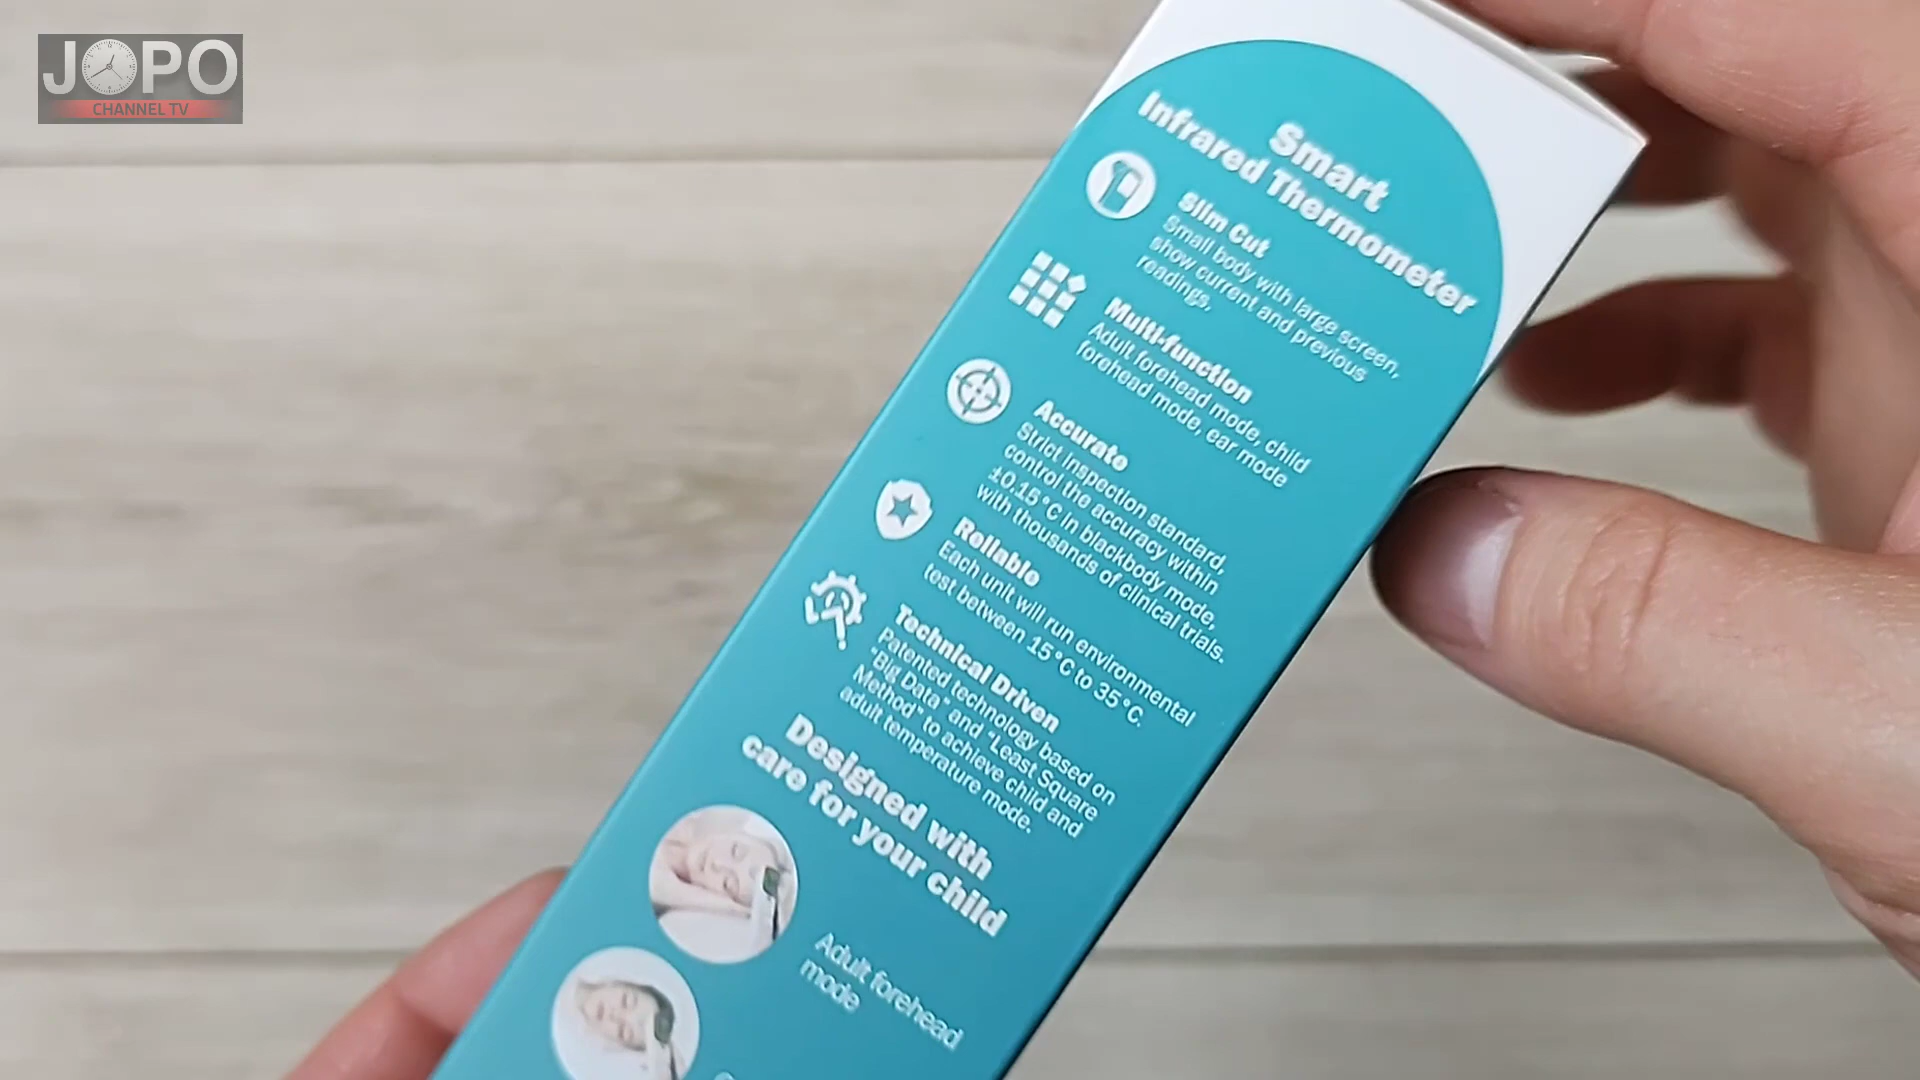 JOPO
CHANNEL TV
Smart
Infrared Thermometer
Slim Cut
Small body with large screen,
show current and previous
readings,
Multi-function
Adult forehead mode, child
forehead mode, ear mode
Accurate
Strict inspection standard,
control the accuracy within
±0.15°C in blackbody mode,
with thousands of clinical trials.
Reliable
Each unit will run environmental
test between 15°C to 35°C.
Technical Driven
Patented technology based on
"Big Data" and "Least Square
Method" to achieve child and
adult temperature mode.
Designed with
care for your child
Adult forehead
mode